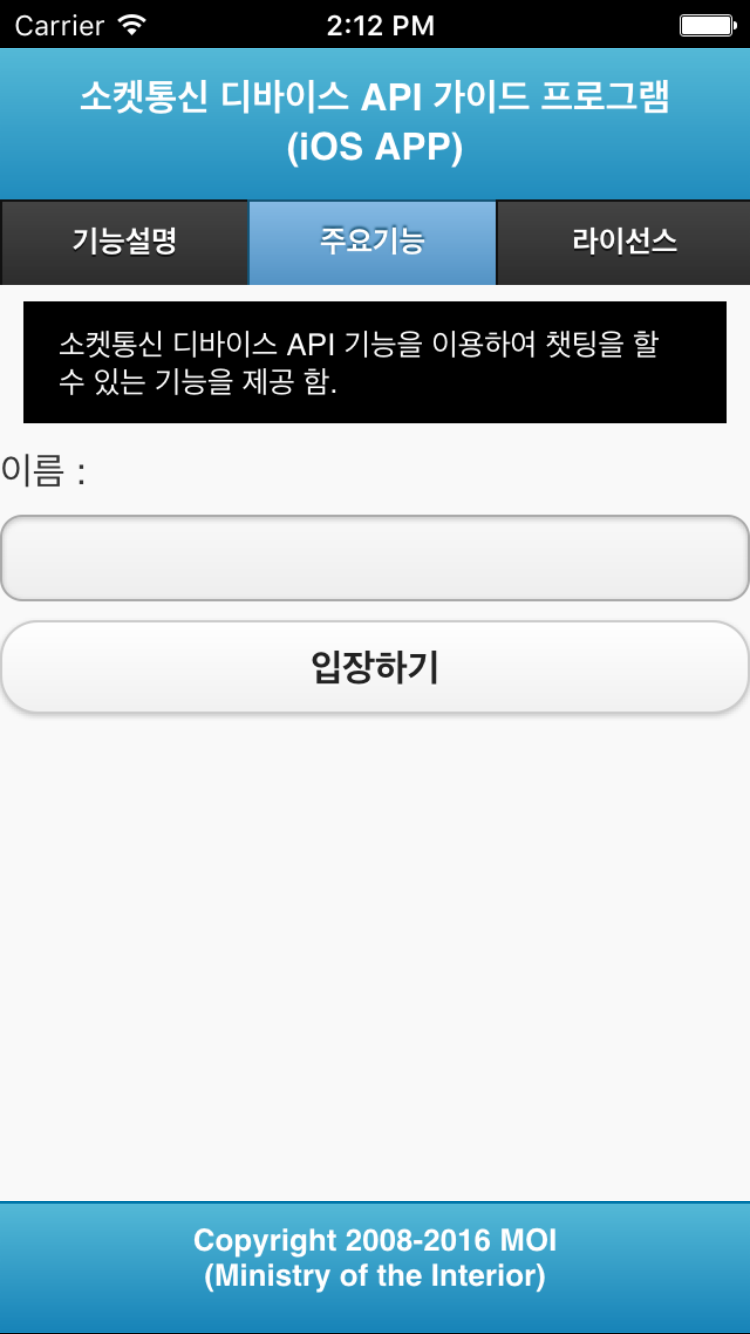 Carrier
2:12 PM
소켓통신 디바이스 API 가이드 프로그램
(iOS APP)
기능설명
주요기능
라이선스
소켓통신 디바이스 API 기능을 이용하여 챗팅을 할
수 있는 기능을 제공 함.
이름 :
입장하기
Copyright 2008-2016 MOI
(Ministry of the Interior)